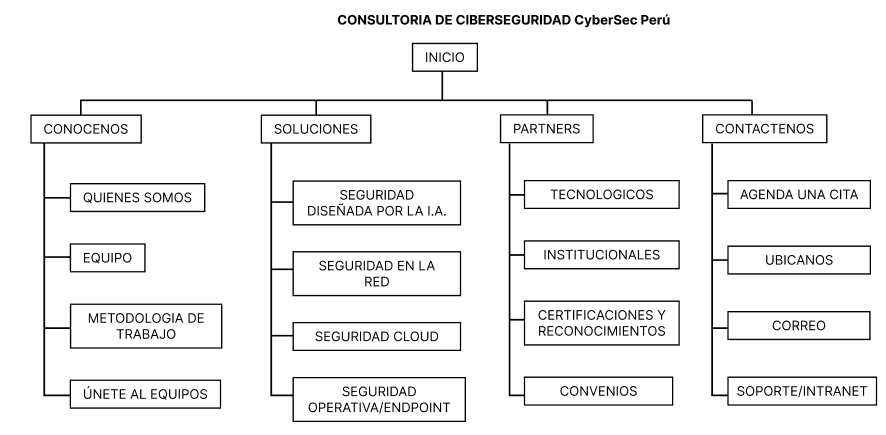 CONSULTORIA DE CIBERSEGURIDAD CyberSec Perú
INICIO
CONOCENOS
SOLUCIONES
PARTNERS
CONTACTENOS
QUIENES SOMOS
EQUIPO
METODOLOGIA DE
TRABAJO
ÚNETE AL EQUIPOS
SEGURIDAD
DISEÑADA POR LA I.A.
SEGURIDAD EN LA
RED
SEGURIDAD CLOUD
SEGURIDAD
OPERATIVA/ENDPOINT
TECNOLOGICOS
INSTITUCIONALES
CERTIFICACIONES Y
RECONOCIMIENTOS
CONVENIOS
AGENDA UNA CITA
UBICANOS
CORREO
SOPORTE/INTRANET